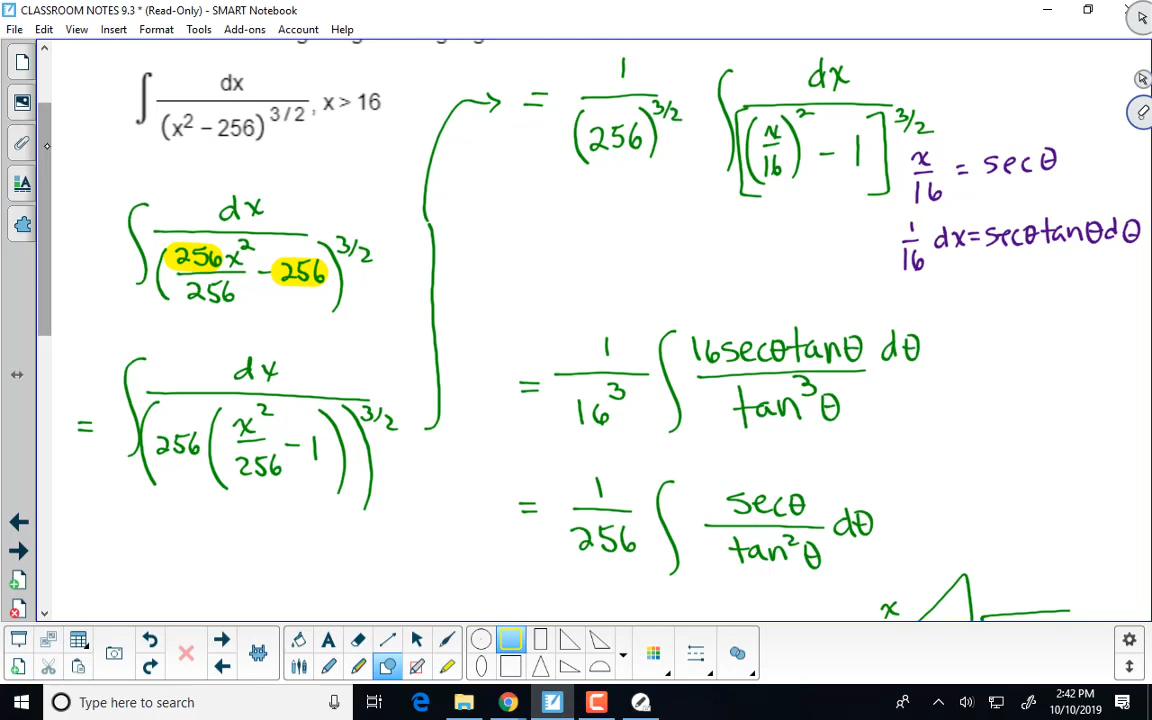 CLASSROOM NOTES 9.3 * (Read-Only) - SMART Notebook
File Edit View Insert Format Tools Add-ons Account Help
∫ dx / (x² − 256)^3/2, x > 16
∫ dx / (256x²/256 − 256)^3/2
= ∫ dx / (256(x²/256 − 1))^3/2
= 1/(256)^3/2 ∫ dx / [(x/16)² − 1]^3/2
x/16 = secθ
1/16 dx = secθtanθdθ
= 1/16³ ∫ 16secθtanθ / tan³θ dθ
= 1/256 ∫ secθ / tan²θ dθ
x
Type here to search
2:42 PM
10/10/2019